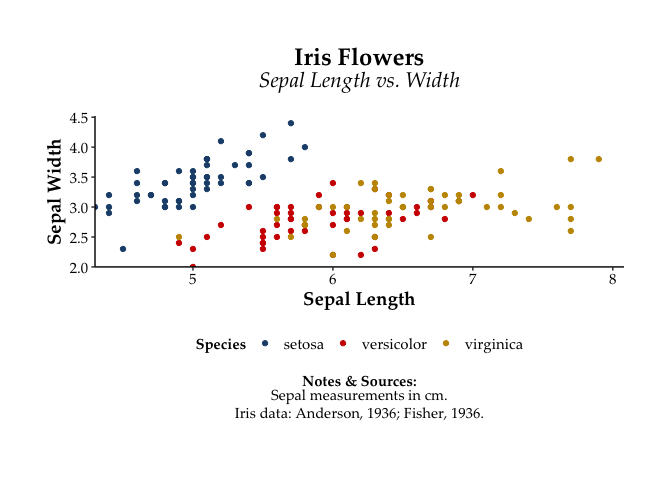 Iris Flowers
Sepal Length vs. Width
Sepal Width
4.5
4.0
3.5
3.0
2.5
2.0
5 6 7 8
Sepal Length
Species setosa versicolor virginica
Notes & Sources:
Sepal measurements in cm.
Iris data: Anderson, 1936; Fisher, 1936.